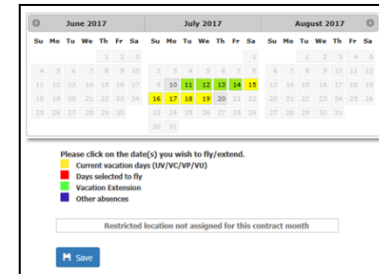 June 2017 July 2017 August 2017
Su Mo Tu We Th Fr Sa Su Mo Tu We Th Fr Sa Su Mo Tu We Th Fr Sa
1 2 3 1 1 2 3 4 5
4 5 6 7 8 9 10 2 3 4 5 6 7 8 6 7 8 9 10 11 12
11 12 13 14 15 16 17 9 10 11 12 13 14 15 13 14 15 16 17 18 19
18 19 20 21 22 23 24 16 17 18 19 20 21 22 20 21 22 23 24 25 26
25 26 27 28 29 30 23 24 25 26 27 28 29 27 28 29 30 31
30 31
Please click on the date(s) you wish to fly/extend.
Current vacation days (UV/VC/VP/VU)
Days selected to fly
Vacation Extension
Other absences
Restricted location not assigned for this contract month
Save